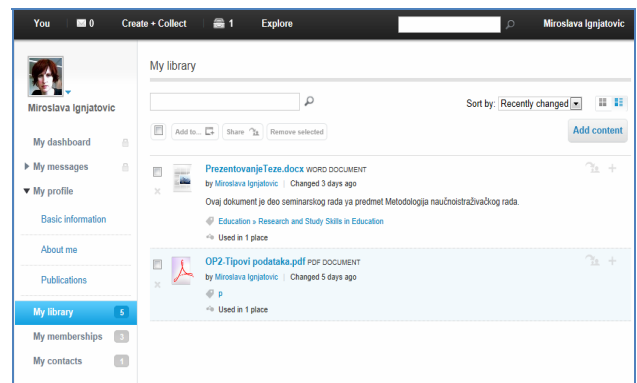 You 0 Create + Collect 1 Explore Miroslava Ignjatovic
Miroslava Ignjatovic
My dashboard
My messages
My profile
Basic information
About me
Publications
My library 5
My memberships 3
My contacts 1
My library
Sort by: Recently changed
Add to... Share Remove selected
Add content
PrezentovanjeTeze.docx WORD DOCUMENT
by Miroslava Ignjatovic | Changed 3 days ago
Ovaj dokument je deo seminarskog rada ya predmet Metodologija naučnoistraživačkog rada.
Education » Research and Study Skills in Education
Used in 1 place
OP2-Tipovi podataka.pdf PDF DOCUMENT
by Miroslava Ignjatovic | Changed 5 days ago
p
Used in 1 place